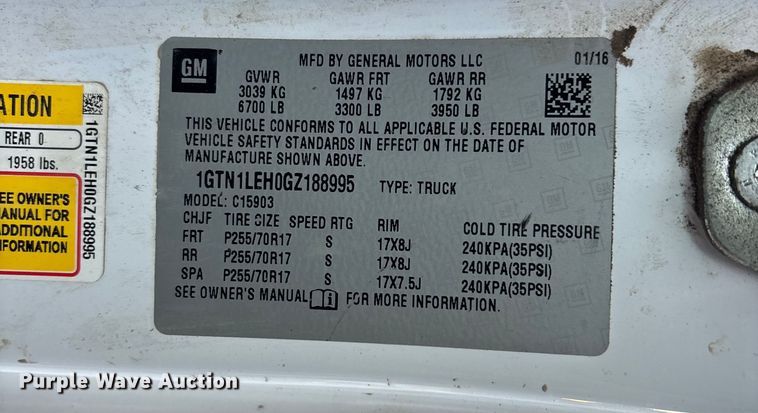 GM
MFD BY GENERAL MOTORS LLC 01/16
GVWR GAWR FRT GAWR RR
3039 KG 1497 KG 1792 KG
6700 LB 3300 LB 3950 LB
THIS VEHICLE CONFORMS TO ALL APPLICABLE U.S. FEDERAL MOTOR
VEHICLE SAFETY STANDARDS IN EFFECT ON THE DATE OF
MANUFACTURE SHOWN ABOVE.
1GTN1LEH0GZ188995 TYPE: TRUCK
MODEL: C15903
CHJF TIRE SIZE SPEED RTG RIM COLD TIRE PRESSURE
FRT P255/70R17 S 17X8J 240KPA(35PSI)
RR P255/70R17 S 17X8J 240KPA(35PSI)
SPA P255/70R17 S 17X7.5J 240KPA(35PSI)
SEE OWNER'S MANUAL FOR MORE INFORMATION.
ATION
REAR 0
1958 lbs.
SEE OWNER'S
MANUAL FOR
ADDITIONAL
INFORMATION
1GTN1LEH0GZ188995
Purple Wave Auction